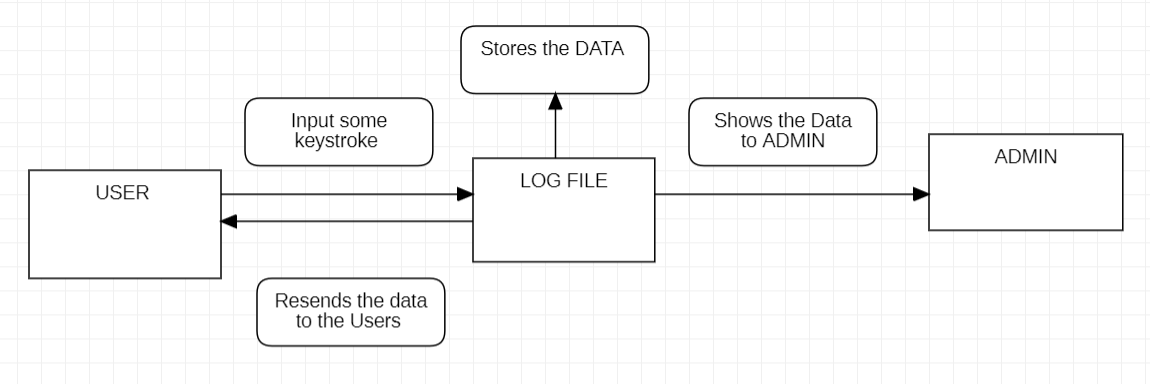 Stores the DATA
Input some
keystroke
Shows the Data
to ADMIN
USER
LOG FILE
ADMIN
Resends the data
to the Users